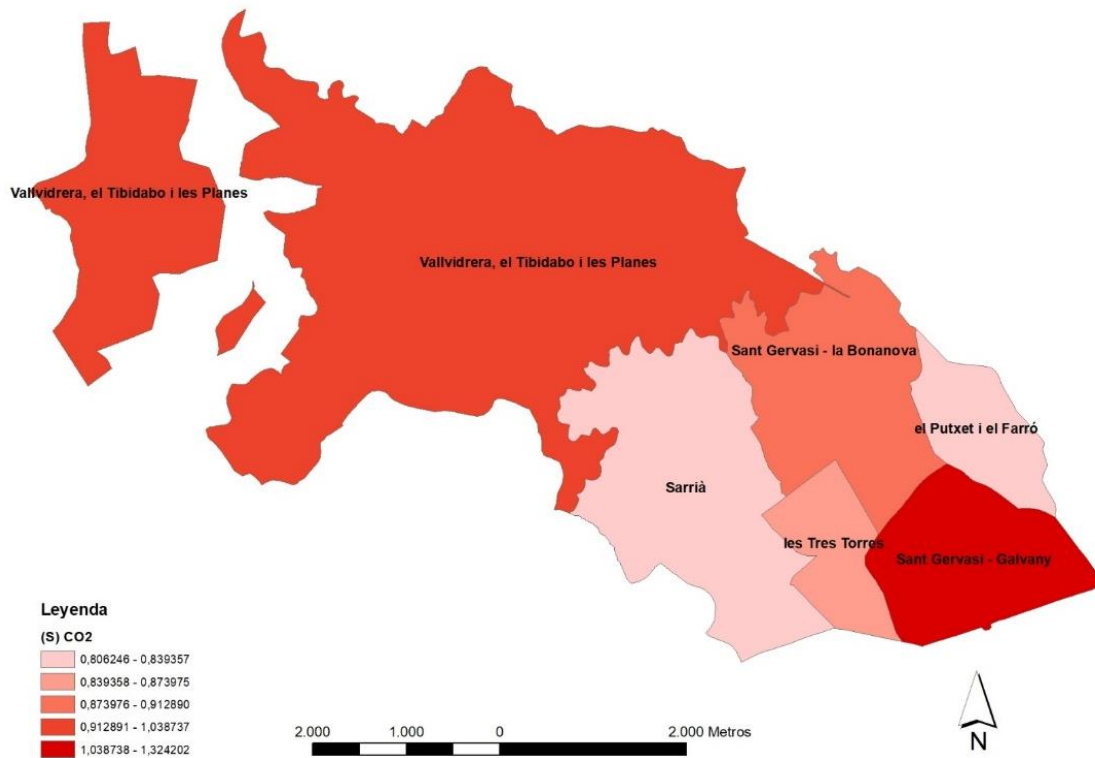 Vallvidrera, el Tibidabo i les Planes
Vallvidrera, el Tibidabo i les Planes
Sant Gervasi - la Bonanova
el Putxet i el Farró
Sarrià
les Tres Torres
Sant Gervasi - Galvany
Leyenda
(S) CO2
0,806246 - 0,839357
0,839358 - 0,873975
0,873976 - 0,912890
0,912891 - 1,038737
1,038738 - 1,324202
2.000 1.000 0 2.000 Metros
N